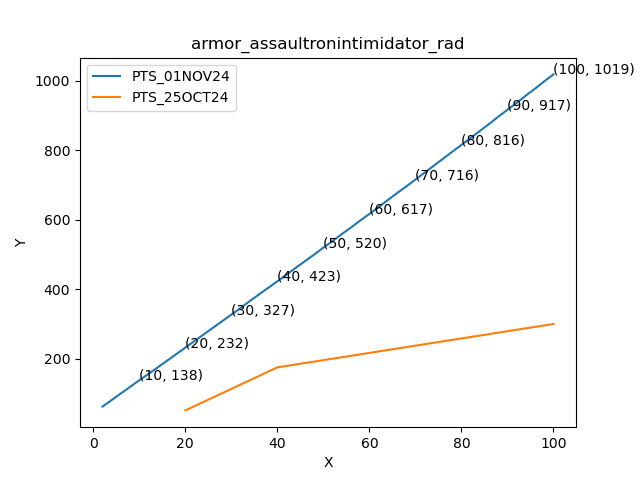 armor_assaultronintimidator_rad
PTS_01NOV24
PTS_25OCT24
(100, 1019)
(90, 917)
(80, 816)
(70, 716)
(60, 617)
(50, 520)
(40, 423)
(30, 327)
(20, 232)
(10, 138)
1000
800
600
400
200
Y
0 20 40 60 80 100
X